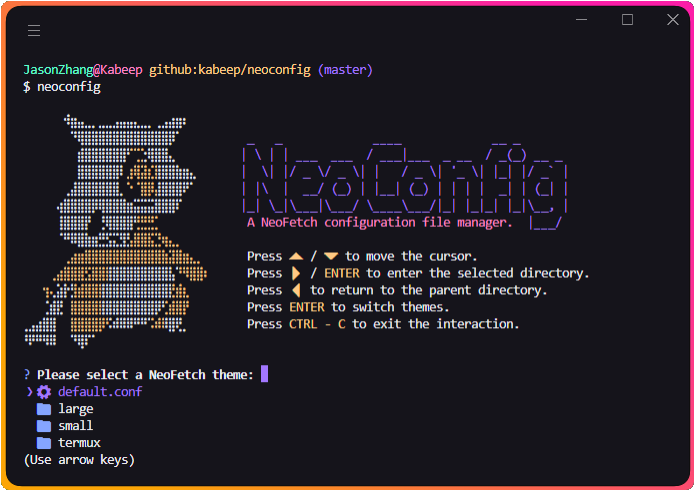 JasonZhang@Kabeep github:kabeep/neoconfig (master)
$ neoconfig
NeoConfig
A NeoFetch configuration file manager.
Press ▲ / ▼ to move the cursor.
Press ▶ / ENTER to enter the selected directory.
Press ◀ to return to the parent directory.
Press ENTER to switch themes.
Press CTRL - C to exit the interaction.
? Please select a NeoFetch theme:
❯ default.conf
large
small
termux
(Use arrow keys)